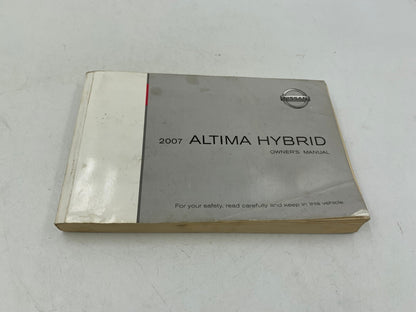 NISSAN
2007 ALTIMA HYBRID
OWNER'S MANUAL
For your safety, read carefully and keep in this vehicle.